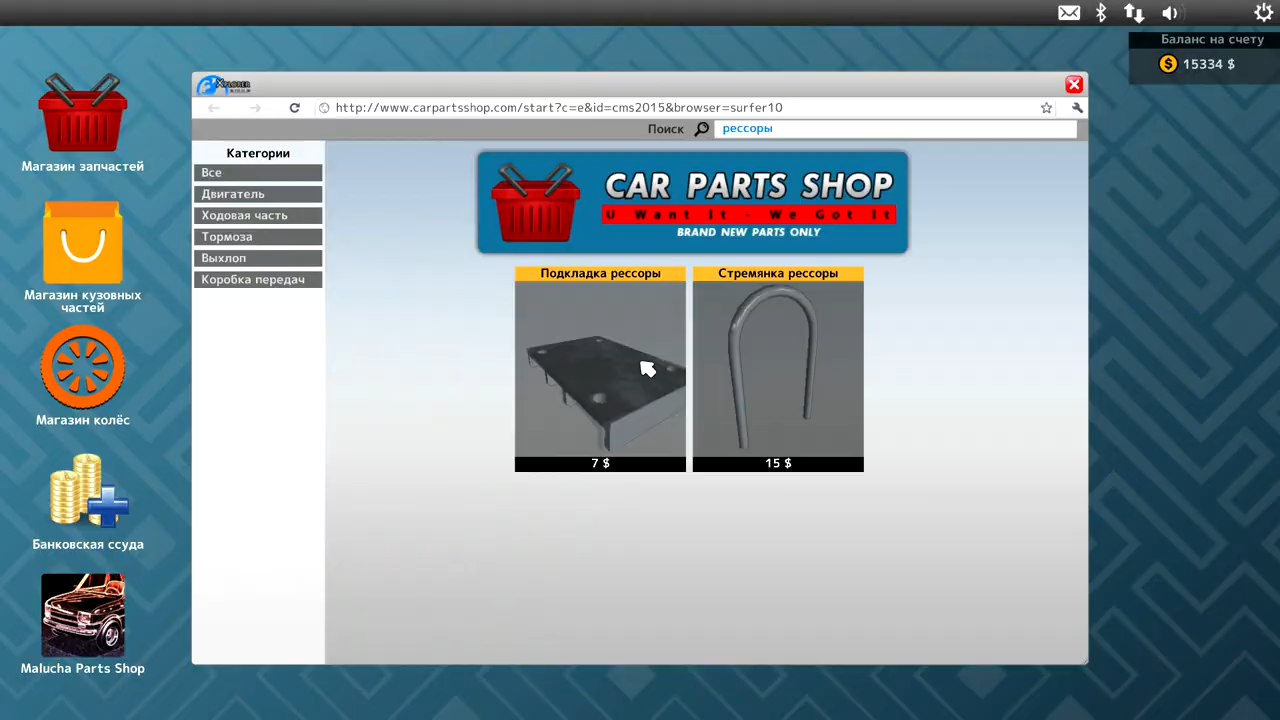 Баланс на счету
15334 $
Магазин запчастей
Магазин кузовных
частей
Магазин колёс
Банковская ссуда
Malucha Parts Shop
http://www.carpartsshop.com/start?c=e&id=cms2015&browser=surfer10
Поиск рессоры
Категории
Все
Двигатель
Ходовая часть
Тормоза
Выхлоп
Коробка передач
CAR PARTS SHOP
U Want It - We Got It
BRAND NEW PARTS ONLY
Подкладка рессоры
7 $
Стремянка рессоры
15 $